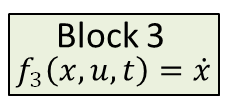 Block 3
f₃(x,u,t) = ẋ